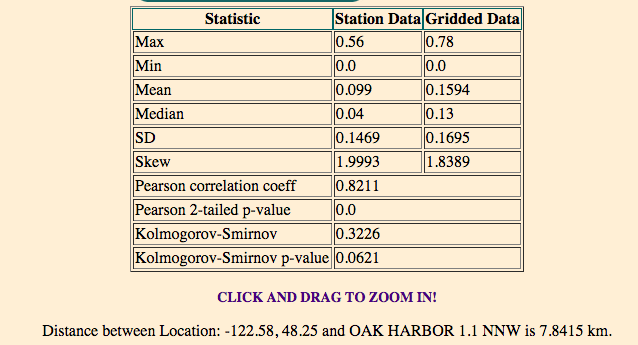 Statistic Station Data Gridded Data
Max 0.56 0.78
Min 0.0 0.0
Mean 0.099 0.1594
Median 0.04 0.13
SD 0.1469 0.1695
Skew 1.9993 1.8389
Pearson correlation coeff 0.8211
Pearson 2-tailed p-value 0.0
Kolmogorov-Smirnov 0.3226
Kolmogorov-Smirnov p-value 0.0621
CLICK AND DRAG TO ZOOM IN!
Distance between Location: -122.58, 48.25 and OAK HARBOR 1.1 NNW is 7.8415 km.